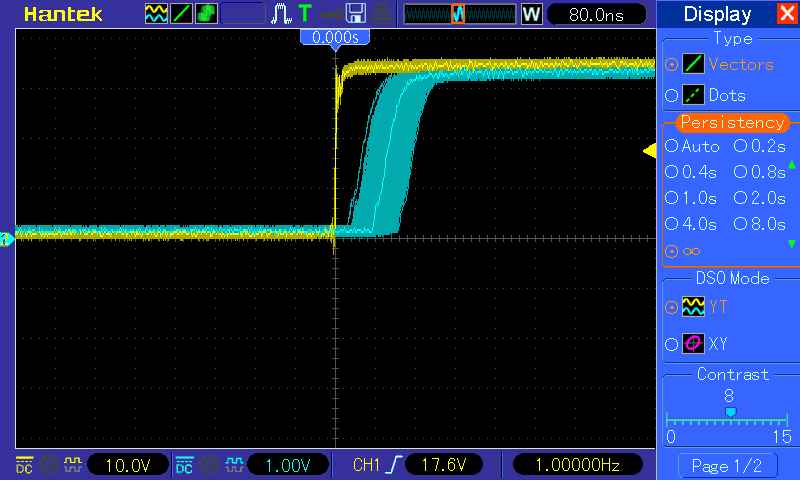 Hantek T W 80.0ns
0.000s
DC 20 10.0V DC 20 1.00V CH1 17.6V 1.00000Hz
Display
Type
Vectors
Dots
Persistency
Auto 0.2s
0.4s 0.8s
1.0s 2.0s
4.0s 8.0s
∞
DSO Mode
YT
XY
Contrast
8
0 15
Page 1/2